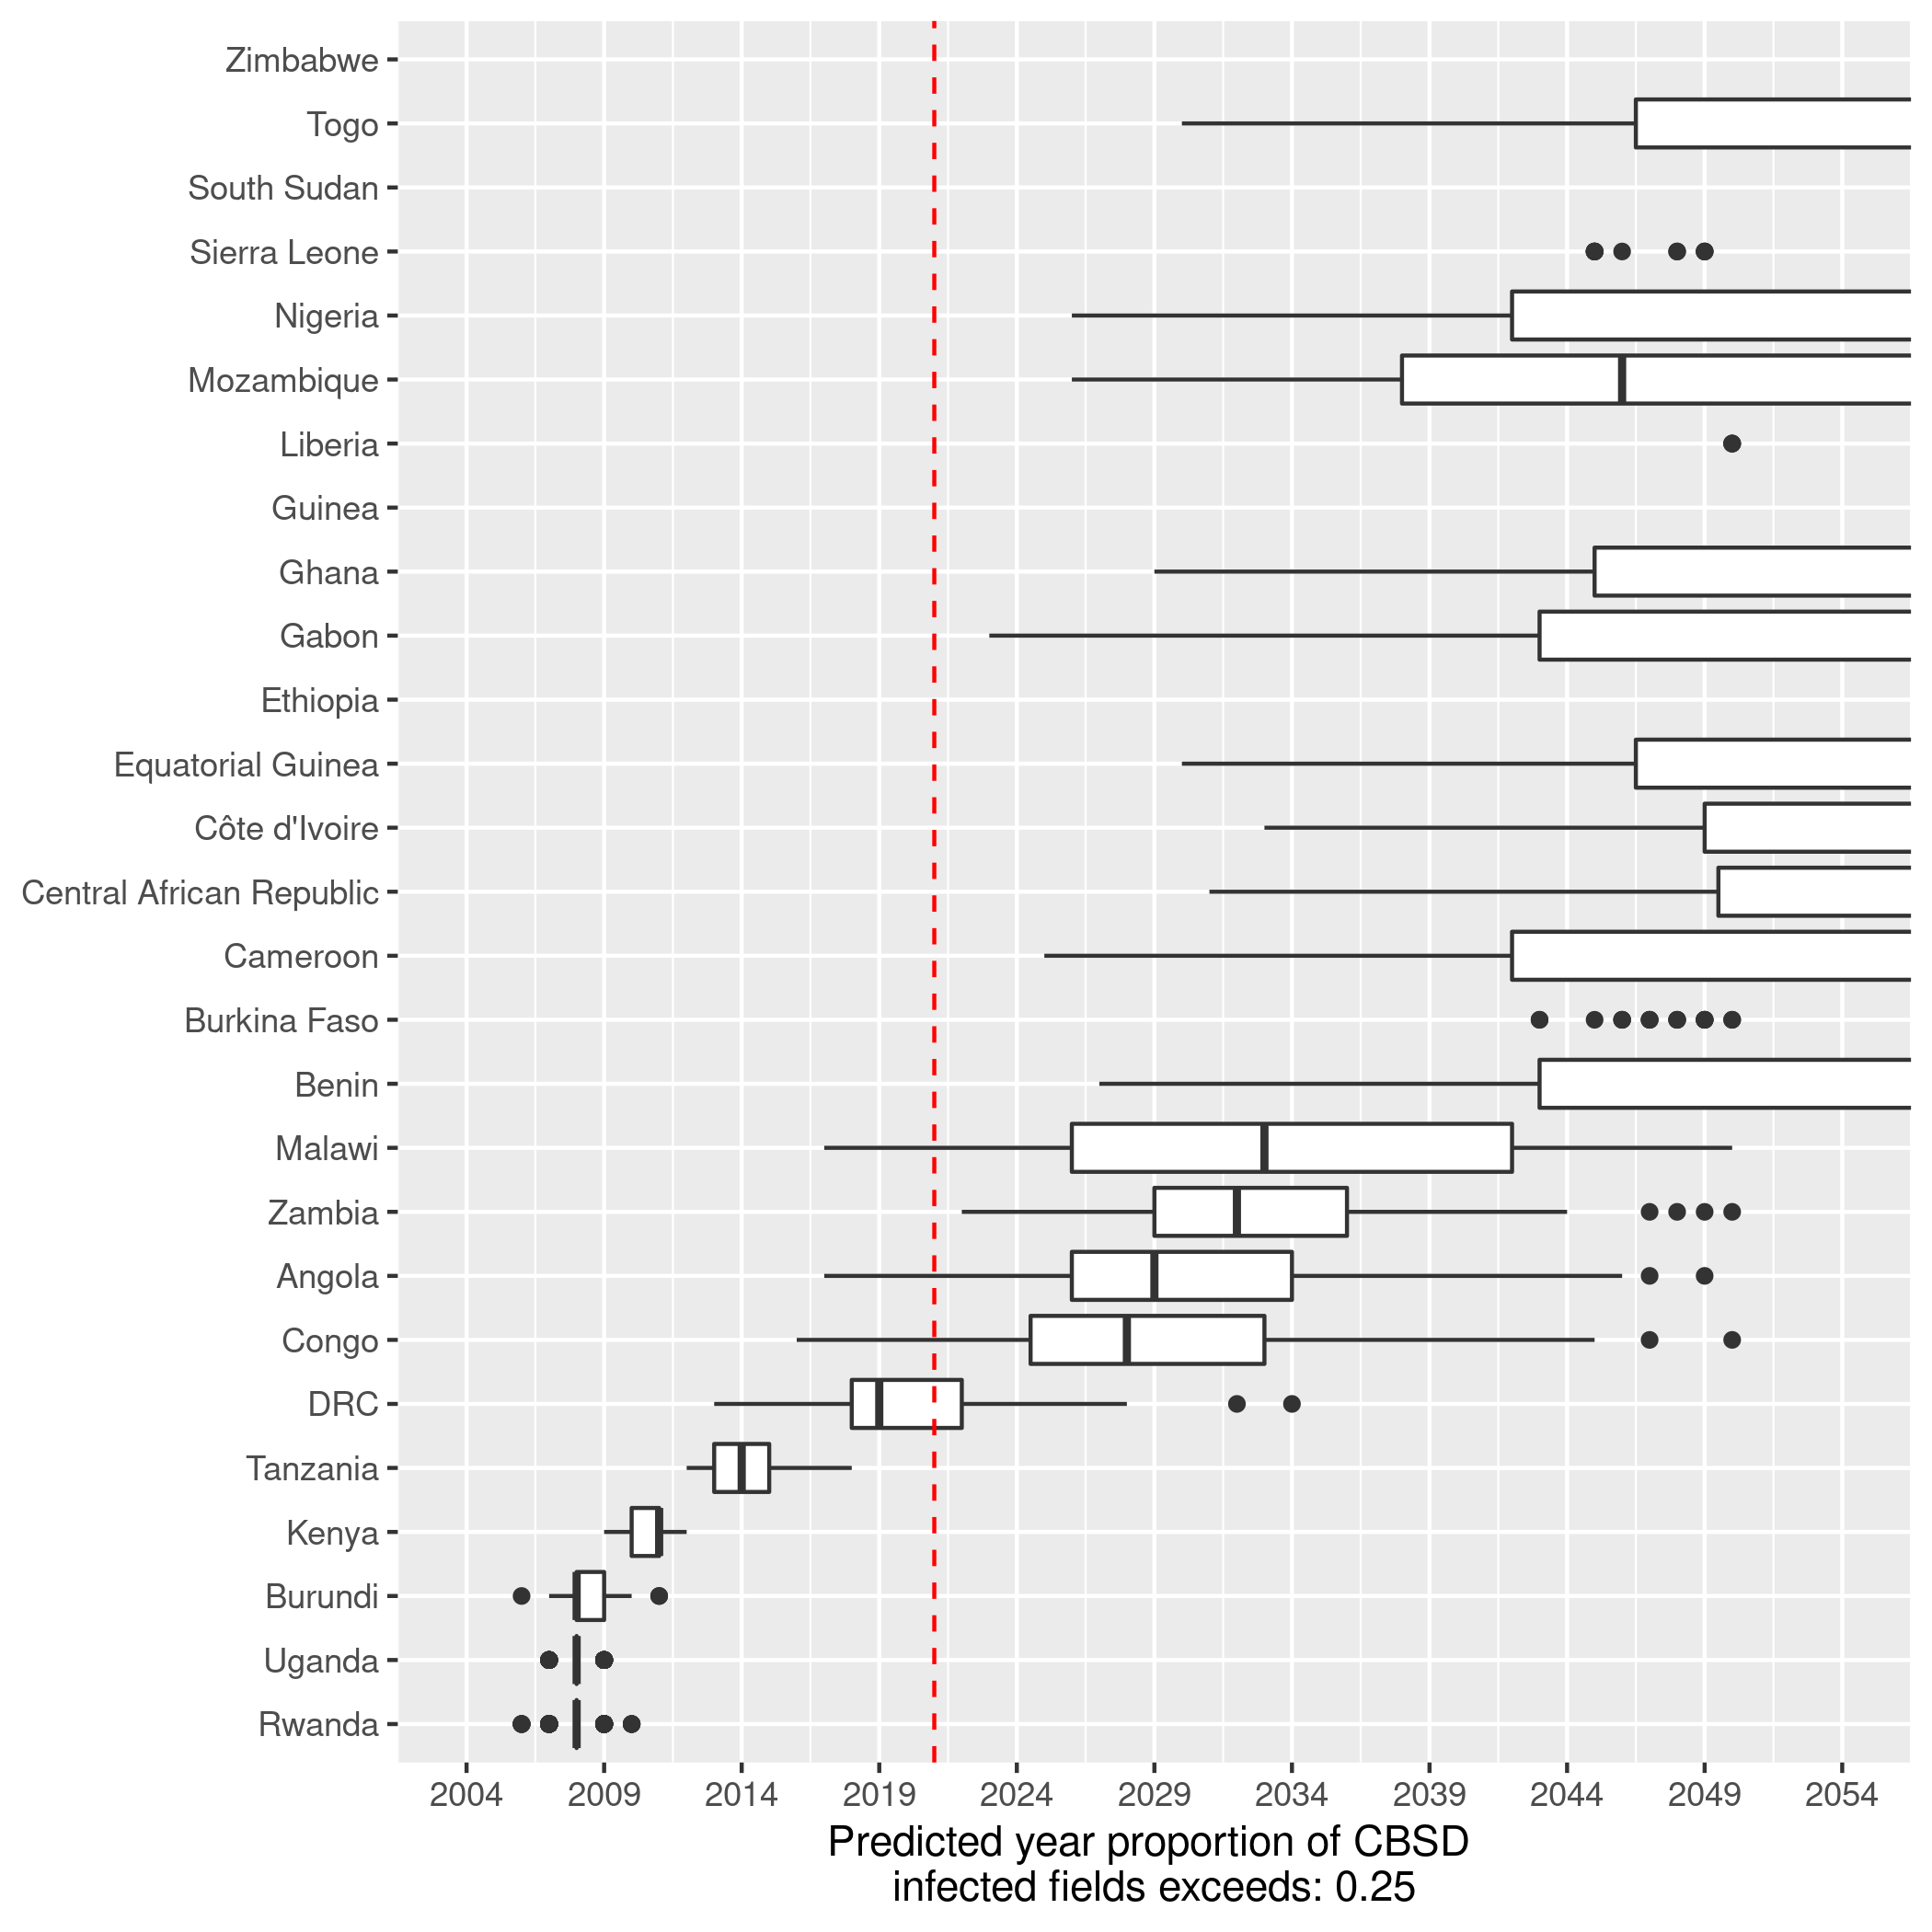 Zimbabwe
Togo
South Sudan
Sierra Leone
Nigeria
Mozambique
Liberia
Guinea
Ghana
Gabon
Ethiopia
Equatorial Guinea
Côte d'Ivoire
Central African Republic
Cameroon
Burkina Faso
Benin
Malawi
Zambia
Angola
Congo
DRC
Tanzania
Kenya
Burundi
Uganda
Rwanda
2004 2009 2014 2019 2024 2029 2034 2039 2044 2049 2054
Predicted year proportion of CBSD
infected fields exceeds: 0.25